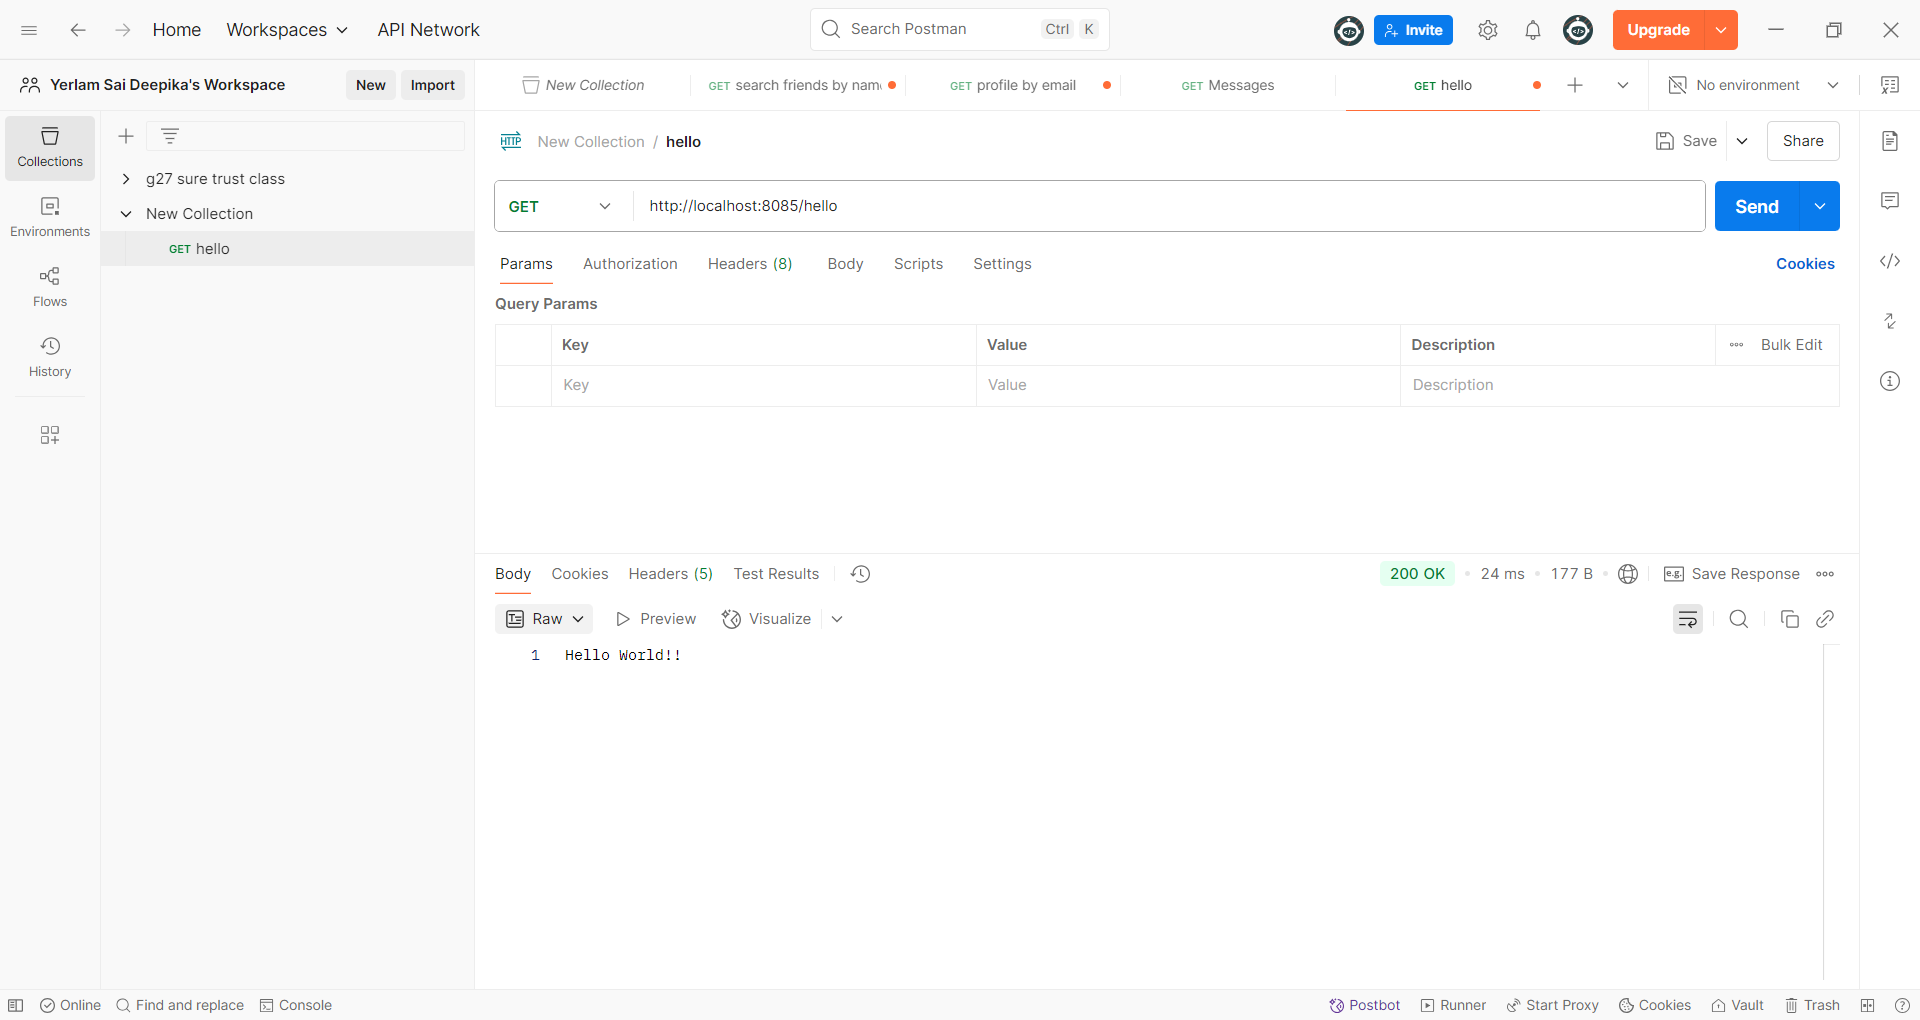 Home Workspaces API Network Search Postman Ctrl K Invite Upgrade
Yerlam Sai Deepika's Workspace New Import
New Collection GET search friends by nam GET profile by email GET Messages GET hello No environment
Collections
Environments
Flows
History
g27 sure trust class
New Collection
GET hello
HTTP New Collection / hello Save Share
GET http://localhost:8085/hello Send
Params Authorization Headers (8) Body Scripts Settings Cookies
Query Params
Key Value Description Bulk Edit
Key Value Description
Body Cookies Headers (5) Test Results 200 OK 24 ms 177 B e.g. Save Response
Raw Preview Visualize
1 Hello World!!
Online Find and replace Console Postbot Runner Start Proxy Cookies Vault Trash